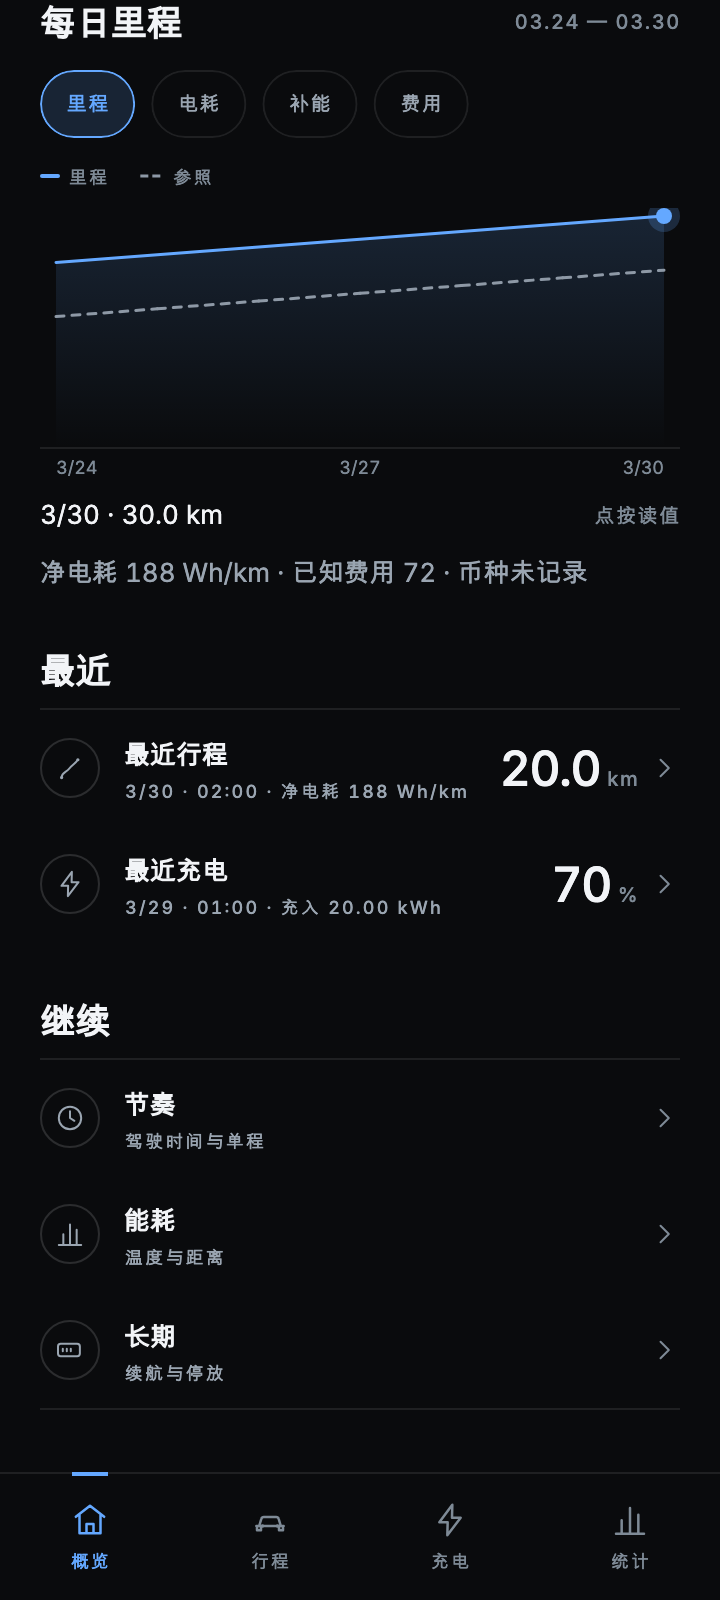 每日里程 03.24 — 03.30
里程 电耗 补能 费用
里程 参照
3/24 3/27 3/30
3/30 · 30.0 km 点按读值
净电耗 188 Wh/km · 已知费用 72 · 币种未记录
最近
最近行程 20.0 km
3/30 · 02:00 · 净电耗 188 Wh/km
最近充电 70 %
3/29 · 01:00 · 充入 20.00 kWh
继续
节奏
驾驶时间与单程
能耗
温度与距离
长期
续航与停放
概览 行程 充电 统计